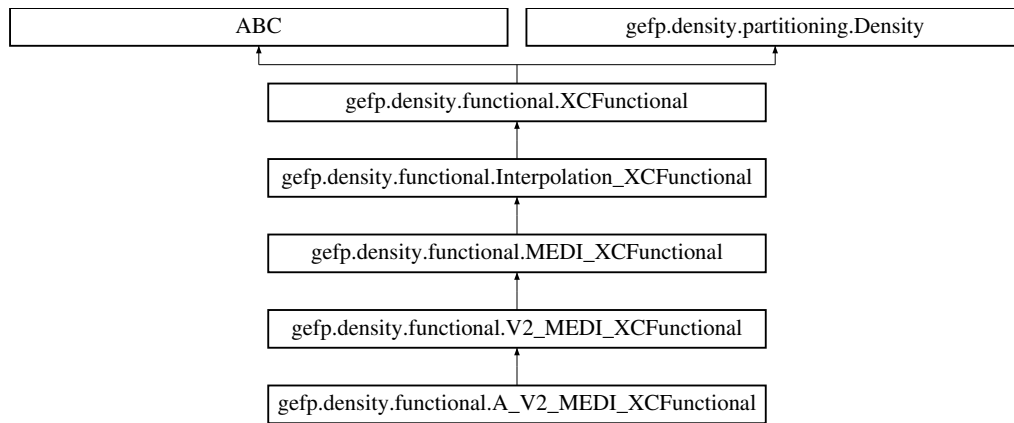 ABC
gefp.density.partitioning.Density
gefp.density.functional.XCFunctional
gefp.density.functional.Interpolation_XCFunctional
gefp.density.functional.MEDI_XCFunctional
gefp.density.functional.V2_MEDI_XCFunctional
gefp.density.functional.A_V2_MEDI_XCFunctional